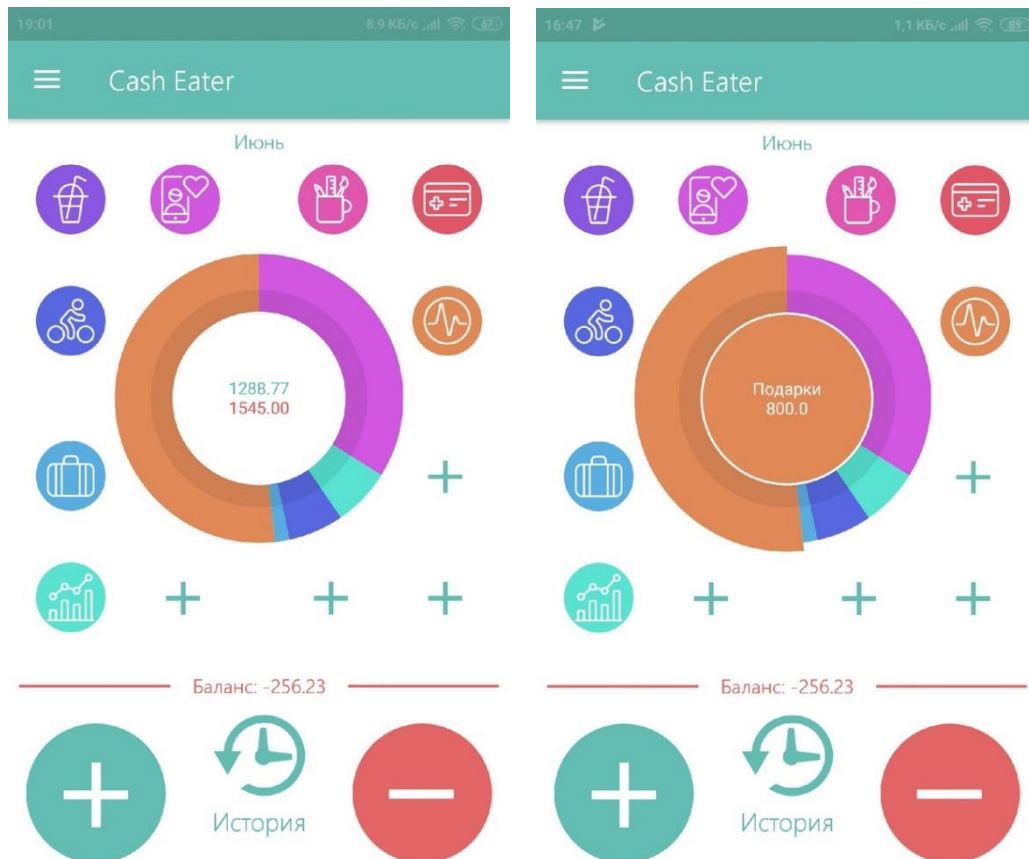 19:01 8,9 КБ/с 67
Cash Eater
Июнь
1288.77
1545.00
Баланс: -256.23
История
16:47 1,1 КБ/с 89
Cash Eater
Июнь
Подарки
800.0
Баланс: -256.23
История